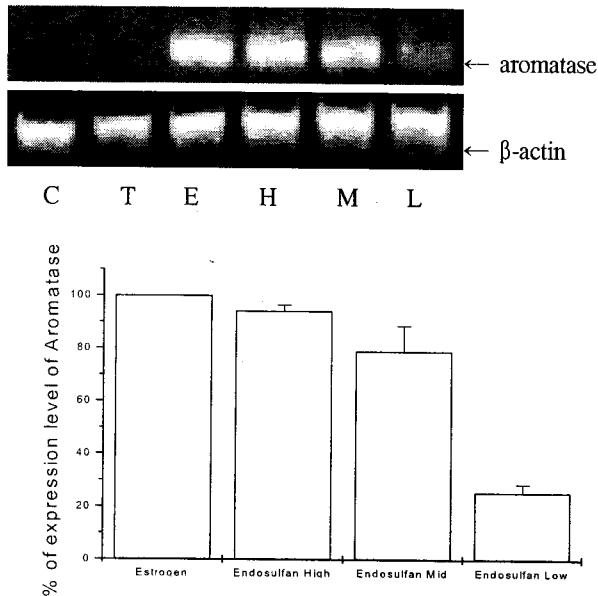 ← aromatase
← β-actin
C T E H M L
% of expression level of Aromatase
100
80
60
40
20
0
Estrogen Endosulfan High Endosulfan Mid Endosulfan Low